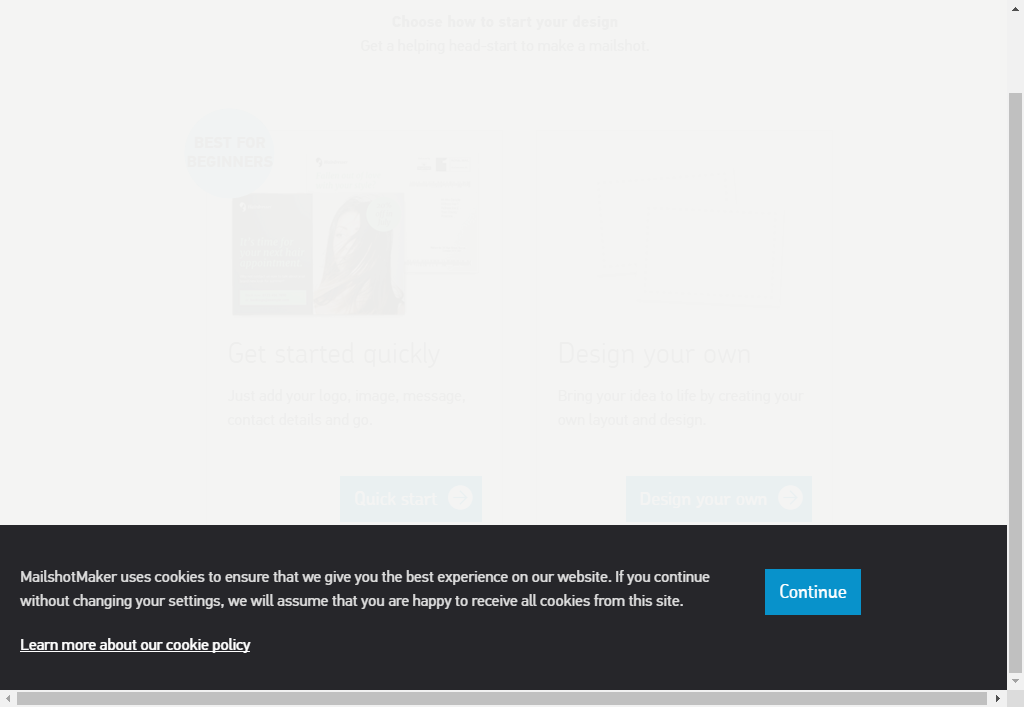 Choose how to start your design
Get a helping head-start to make a mailshot
BEST FOR
BEGINNERS
Get started quickly
Design your own
Just add your logo, image, message,
contact details and go.
Bring your idea to life by creating your
own layout and design.
Quick start
Design your own
MailshotMaker uses cookies to ensure that we give you the best experience on our website. If you continue
without changing your settings, we will assume that you are happy to receive all cookies from this site.
Continue
Learn more about our cookie policy